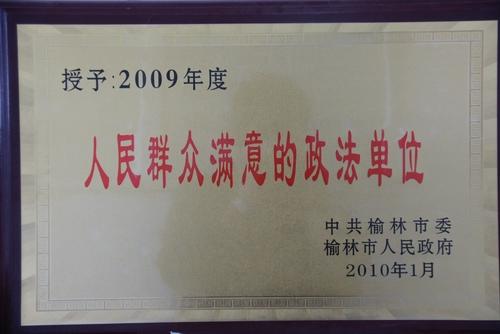 授予:2009年度
人民群众满意的政法单位
中共榆林市委
榆林市人民政府
2010年1月